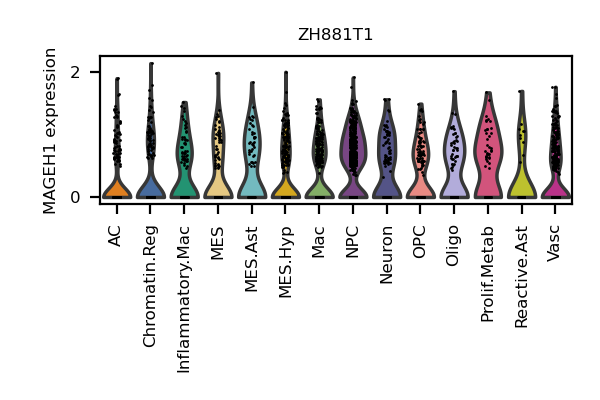 ZH881T1
MAGEH1 expression
2
0
AC
Chromatin.Reg
Inflammatory.Mac
MES
MES.Ast
MES.Hyp
Mac
NPC
Neuron
OPC
Oligo
Prolif.Metab
Reactive.Ast
Vasc